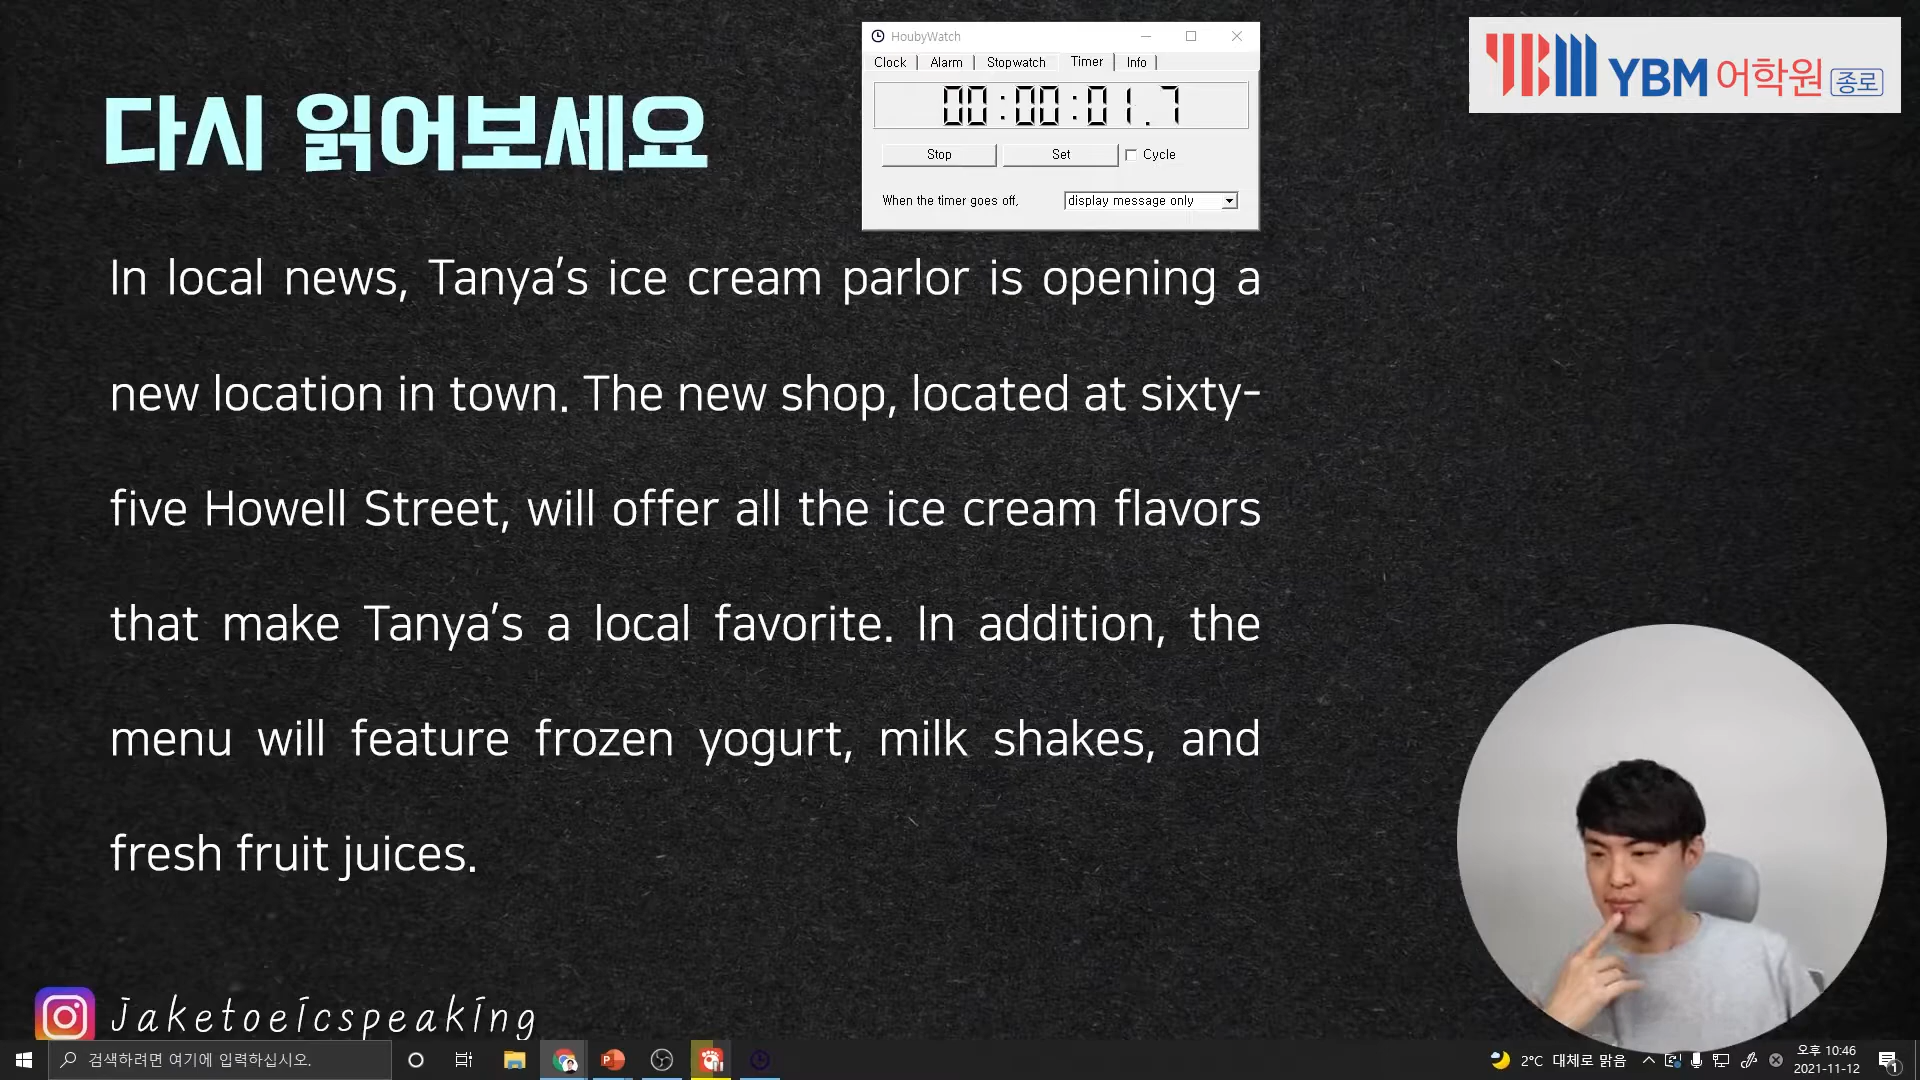 HoubyWatch
Clock | Alarm | Stopwatch Timer | Info |
00:00:01.7
Stop Set Cycle
When the timer goes off, display message only
YBM 어학원 종로
다시 읽어보세요
In local news, Tanya's ice cream parlor is opening a
new location in town. The new shop, located at sixty-
five Howell Street, will offer all the ice cream flavors
that make Tanya's a local favorite. In addition, the
menu will feature frozen yogurt, milk shakes, and
fresh fruit juices.
jaketoeicspeaking
검색하려면 여기에 입력하십시오.
2°C 대체로 맑음
오후 10:46
2021-11-12
1